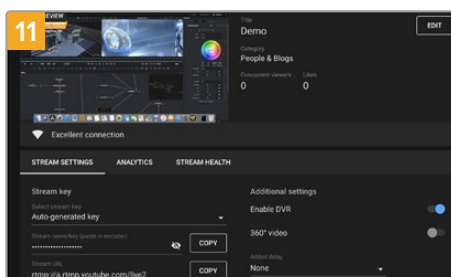 11
PREVIEW
Title
Demo
EDIT
Category
People & Blogs
Concurrent viewers Likes
0 0
Excellent connection
STREAM SETTINGS ANALYTICS STREAM HEALTH
Stream key Additional settings
Select stream key
Auto-generated key
Enable DVR
Stream name/key (paste in encoder)
COPY
360° video
Stream URL
rtmp://a.rtmp.youtube.com/live2
COPY
Added delay
None